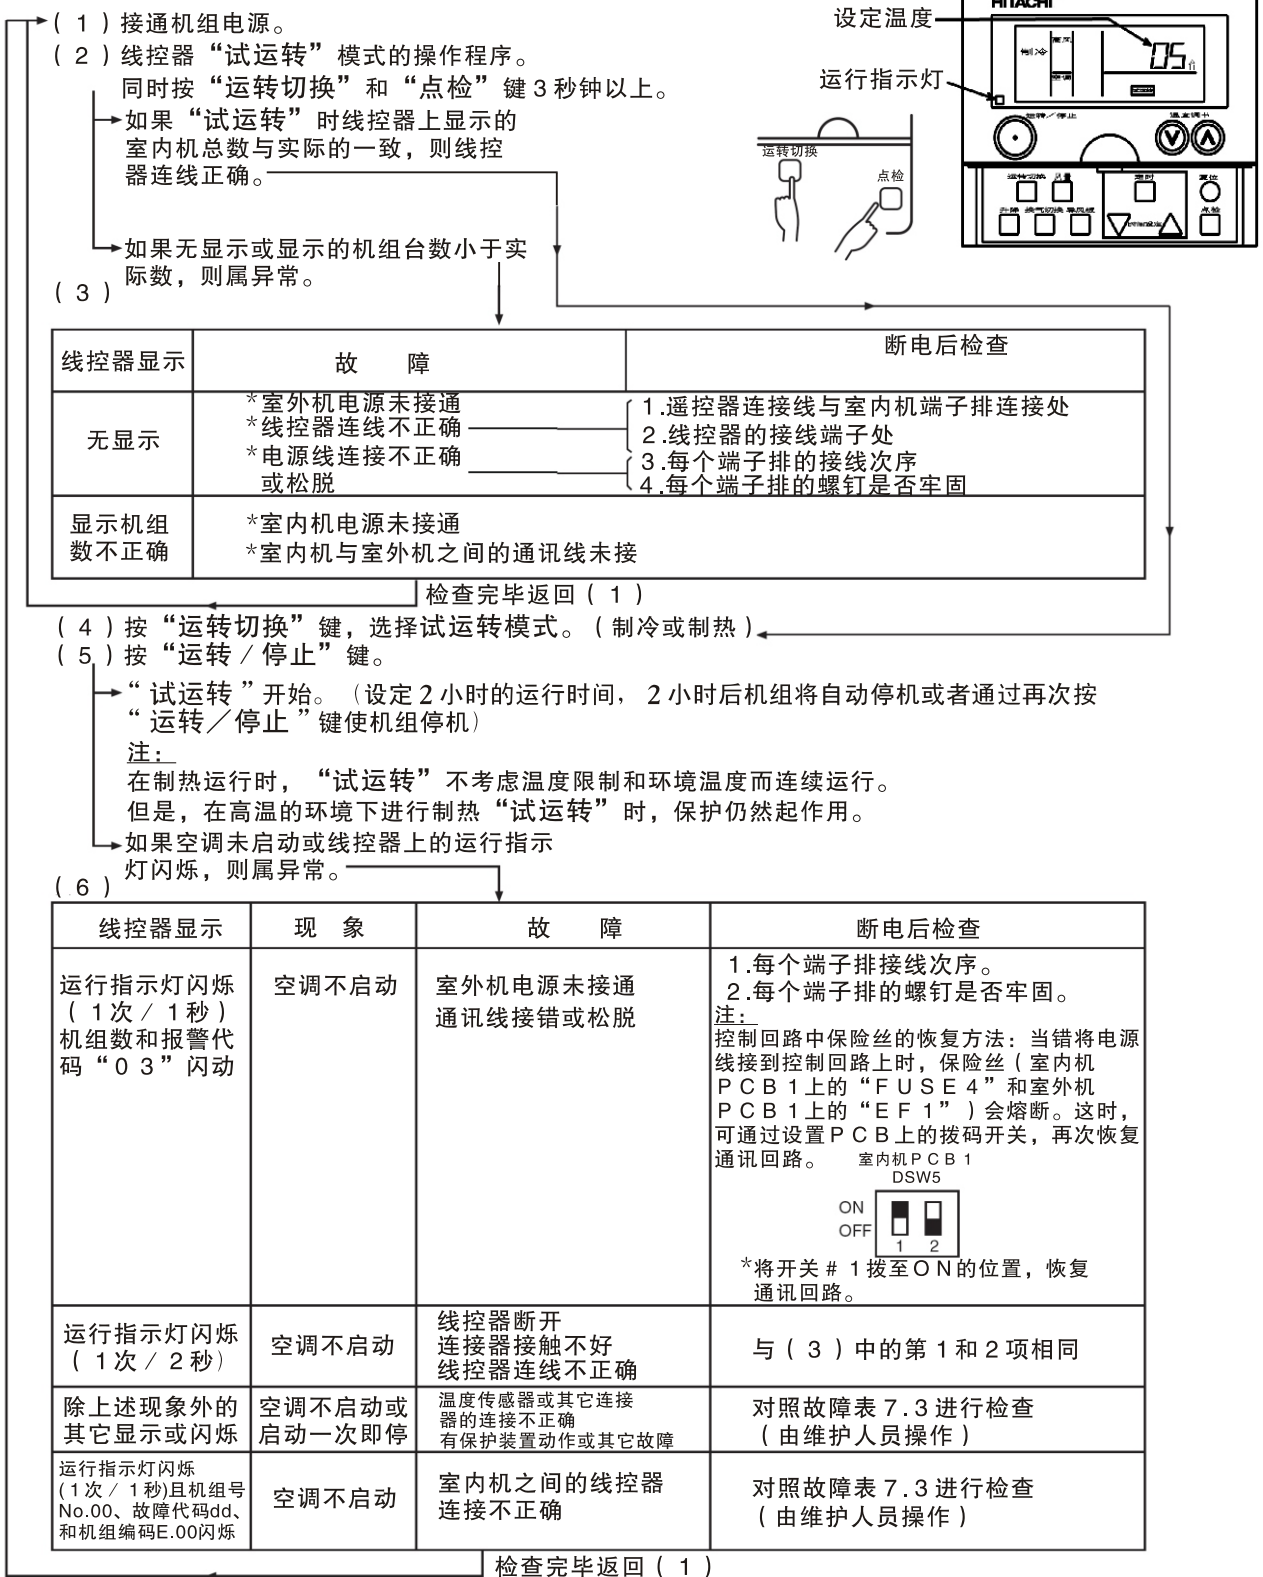 (1)接通机组电源。
(2)线控器“试运转”模式的操作程序。
同时按“运转切换”和“点检”键3秒钟以上。
如果“试运转”时线控器上显示的
室内机总数与实际的一致，则线控
器连线正确。
如果无显示或显示的机组台数小于实
际数，则属异常。
设定温度
运行指示灯
HITACHI
制冷
高风
空调
05
运转／停止
温度调节
运转切换 风量
定时
复位
升降 换气切换 导风板
点检
运转切换
点检
(3)
线控器显示
故 障
断电后检查
无显示
*室外机电源未接通
*线控器连线不正确
*电源线连接不正确
或松脱
1.遥控器连接线与室内机端子排连接处
2.线控器的接线端子处
3.每个端子排的接线次序
4.每个端子排的螺钉是否牢固
显示机组
数不正确
*室内机电源未接通
*室内机与室外机之间的通讯线未接
检查完毕返回(1)
(4)按“运转切换”键，选择试运转模式。(制冷或制热)
(5)按“运转／停止”键。
“试运转”开始。（设定2小时的运行时间，2小时后机组将自动停机或者通过再次按
“运转／停止”键使机组停机）
注：
在制热运行时，“试运转”不考虑温度限制和环境温度而连续运行。
但是，在高温的环境下进行制热“试运转”时，保护仍然起作用。
如果空调未启动或线控器上的运行指示
灯闪烁，则属异常。
(6)
线控器显示
现 象
故 障
断电后检查
运行指示灯闪烁
(1次／1秒)
机组数和报警代
码“03”闪动
空调不启动
室外机电源未接通
通讯线接错或松脱
1.每个端子排接线次序。
2.每个端子排的螺钉是否牢固。
注：
控制回路中保险丝的恢复方法：当错将电源
线接到控制回路上时，保险丝(室内机
PCB1上的“FUSE4”和室外机
PCB1上的“EF1”)会熔断。这时，
可通过设置PCB上的拨码开关，再次恢复
通讯回路。
室内机PCB1
DSW5
ON
OFF
1 2
*将开关#1拨至ON的位置，恢复
通讯回路。
运行指示灯闪烁
(1次／2秒)
空调不启动
线控器断开
连接器接触不好
线控器连线不正确
与(3)中的第1和2项相同
除上述现象外的
其它显示或闪烁
空调不启动或
启动一次即停
温度传感器或其它连接
器的连接不正确
有保护装置动作或其它故障
对照故障表7.3进行检查
(由维护人员操作)
运行指示灯闪烁
(1次／1秒)且机组号
No.00、故障代码dd、
和机组编码E.00闪烁
空调不启动
室内机之间的线控器
连接不正确
对照故障表7.3进行检查
(由维护人员操作)
检查完毕返回(1)